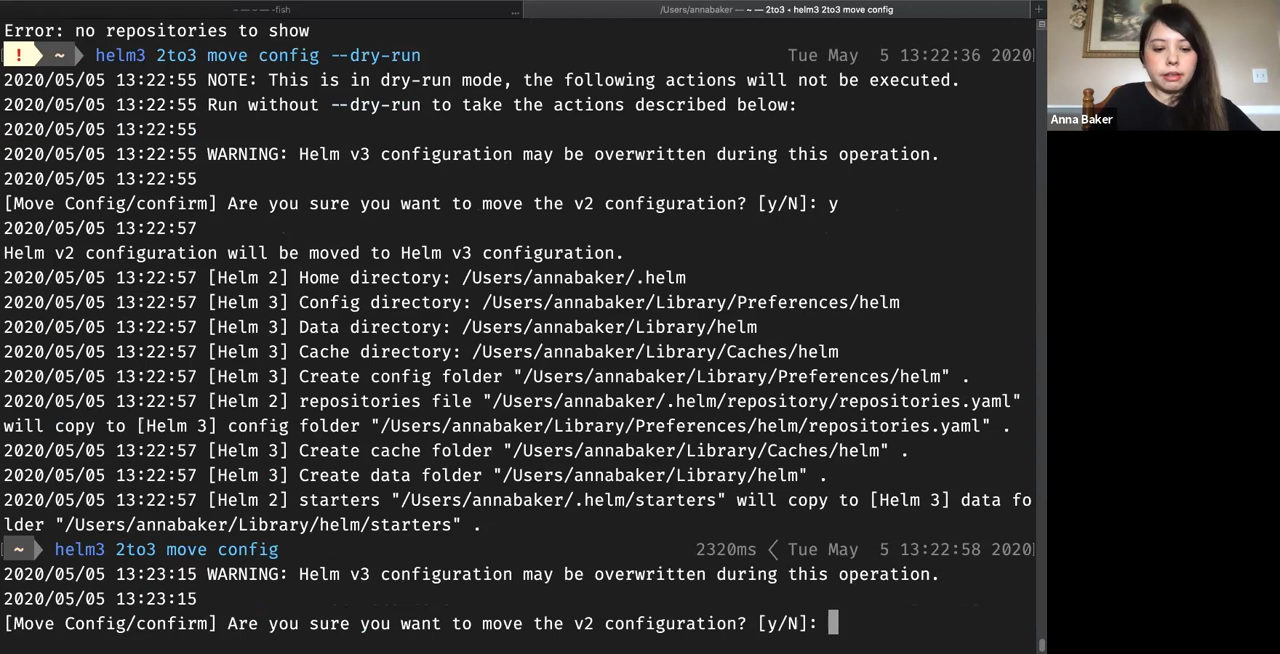 ~ — ~ — -fish
...
/Users/annabaker — ~ — 2to3 • helm3 2to3 move config
+
Error: no repositories to show
! ~ helm3 2to3 move config --dry-run Tue May 5 13:22:36 2020
2020/05/05 13:22:55 NOTE: This is in dry-run mode, the following actions will not be executed.
2020/05/05 13:22:55 Run without --dry-run to take the actions described below:
2020/05/05 13:22:55
2020/05/05 13:22:55 WARNING: Helm v3 configuration may be overwritten during this operation.
2020/05/05 13:22:55
[Move Config/confirm] Are you sure you want to move the v2 configuration? [y/N]: y
2020/05/05 13:22:57
Helm v2 configuration will be moved to Helm v3 configuration.
2020/05/05 13:22:57 [Helm 2] Home directory: /Users/annabaker/.helm
2020/05/05 13:22:57 [Helm 3] Config directory: /Users/annabaker/Library/Preferences/helm
2020/05/05 13:22:57 [Helm 3] Data directory: /Users/annabaker/Library/helm
2020/05/05 13:22:57 [Helm 3] Cache directory: /Users/annabaker/Library/Caches/helm
2020/05/05 13:22:57 [Helm 3] Create config folder "/Users/annabaker/Library/Preferences/helm" .
2020/05/05 13:22:57 [Helm 2] repositories file "/Users/annabaker/.helm/repository/repositories.yaml"
will copy to [Helm 3] config folder "/Users/annabaker/Library/Preferences/helm/repositories.yaml" .
2020/05/05 13:22:57 [Helm 3] Create cache folder "/Users/annabaker/Library/Caches/helm" .
2020/05/05 13:22:57 [Helm 3] Create data folder "/Users/annabaker/Library/helm" .
2020/05/05 13:22:57 [Helm 2] starters "/Users/annabaker/.helm/starters" will copy to [Helm 3] data fo
lder "/Users/annabaker/Library/helm/starters" .
~ helm3 2to3 move config 2320ms Tue May 5 13:22:58 2020
2020/05/05 13:23:15 WARNING: Helm v3 configuration may be overwritten during this operation.
2020/05/05 13:23:15
[Move Config/confirm] Are you sure you want to move the v2 configuration? [y/N]:
Anna Baker